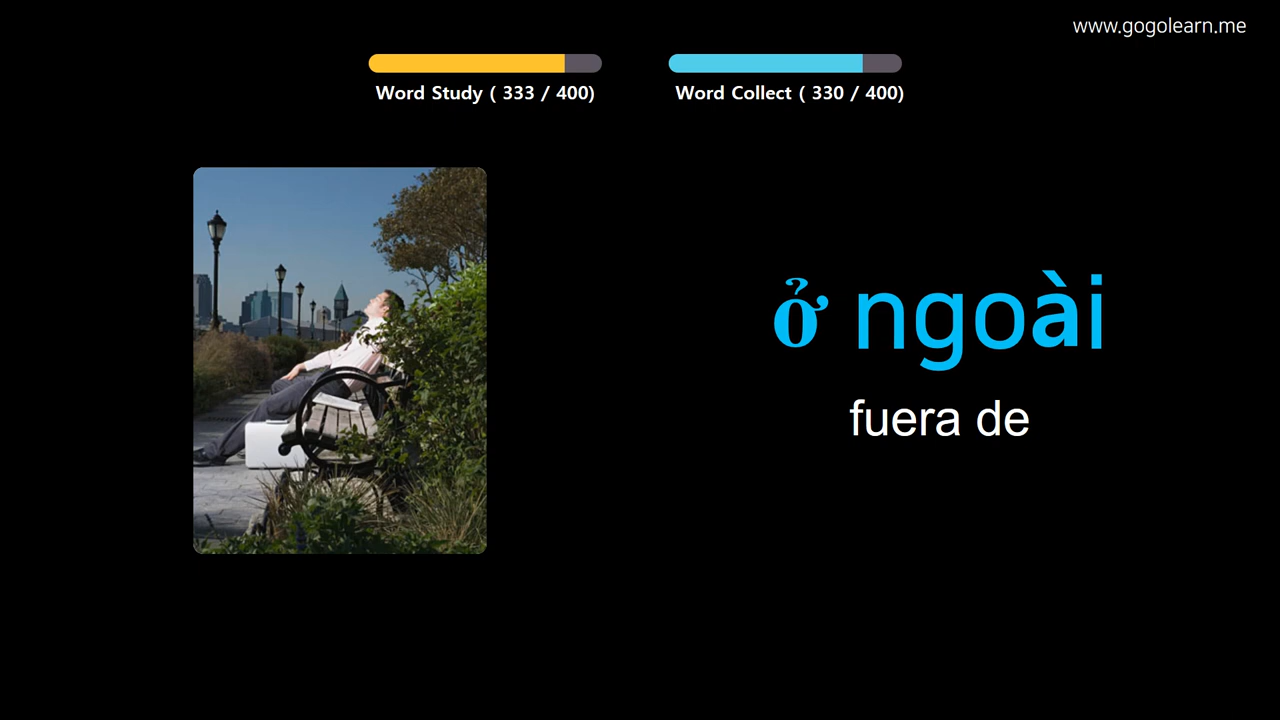 www.gogolearn.me
Word Study ( 333 / 400)
Word Collect ( 330 / 400)
ở ngoài
fuera de